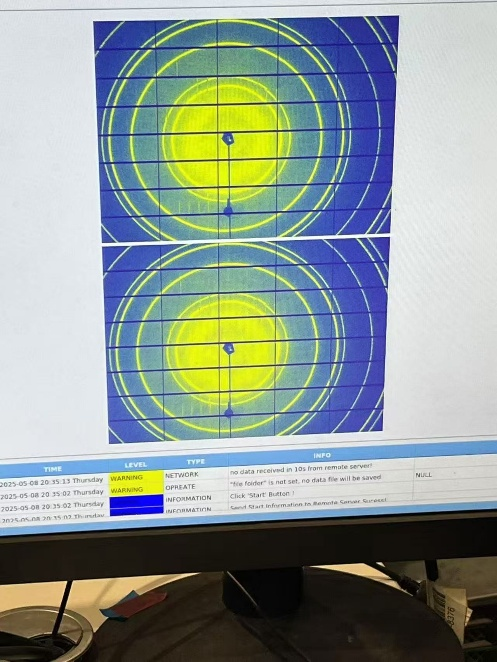 TIME LEVEL TYPE INFO
2025-05-08 20:35:13 Thursday WARNING NETWORK no data received in 10s from remote server!
2025-05-08 20:35:02 Thursday WARNING OPREATE "file folder" is not set, no data file will be saved NULL
2025-05-08 20:35:02 Thursday INFORMATION Click 'Start' Button !
2025-05-08 20:35:02 Thursday INFORMATION Send Start Information to Remote Server Sucess!